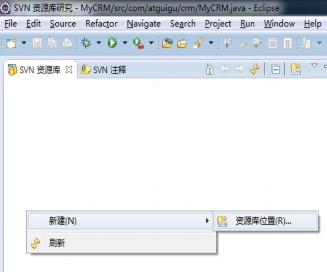 SVN 资源库研究 - MyCRM/src/com/atguigu/crm/MyCRM.java - Eclipse
File Edit Source Refactor Navigate Search Project Run Window Help
SVN 资源库 SVN 注释
新建(N) 资源库位置(R)...
刷新